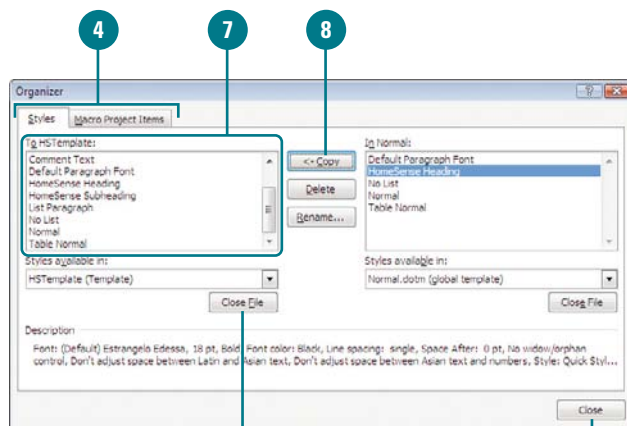 4
7
8
Organizer
Styles
Macro Project Items
To HSTemplate:
Comment Text
Default Paragraph Font
HomeSense Heading
HomeSense Subheading
List Paragraph
No List
Normal
Table Normal
<- Copy
Delete
Rename...
In Normal:
Default Paragraph Font
HomeSense Heading
No List
Normal
Table Normal
Styles available in:
HSTemplate (Template)
Close File
Styles available in:
Normal.dotm (global template)
Close File
Description
Font: (Default) Estrangelo Edessa, 18 pt, Bold, Font color: Black, Line spacing: single, Space After: 0 pt, No widow/orphan
control, Don't adjust space between Latin and Asian text, Don't adjust space between Asian text and numbers, Style: Quick Styl...
Close